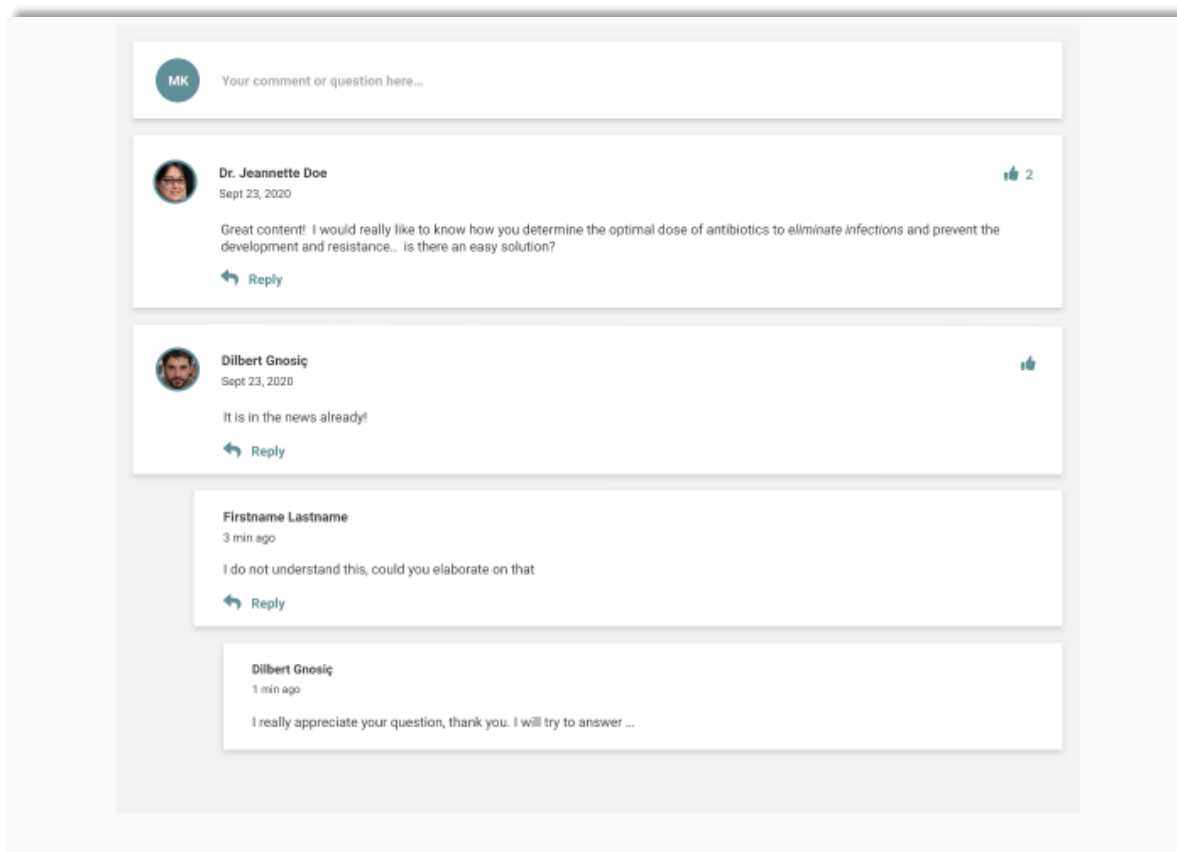 MK
Your comment or question here...
Dr. Jeannette Doe
2
Sept 23, 2020
Great content!  I would really like to know how you determine the optimal dose of antibiotics to eliminate infections and prevent the
development and resistance..  is there an easy solution?
Reply
Dilbert Gnosiç
Sept 23, 2020
It is in the news already!
Reply
Firstname Lastname
3 min ago
I do not understand this, could you elaborate on that
Reply
Dilbert Gnosiç
1 min ago
I really appreciate your question, thank you. I will try to answer ...